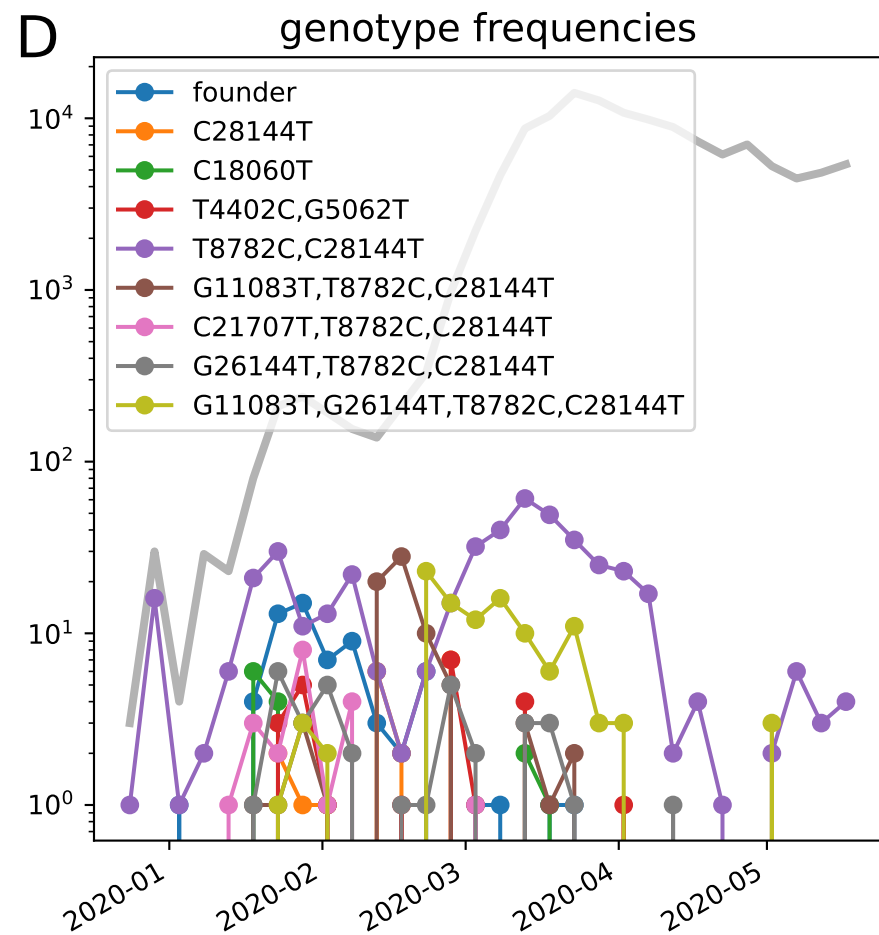 D
genotype frequencies
founder
C28144T
C18060T
T4402C,G5062T
T8782C,C28144T
G11083T,T8782C,C28144T
C21707T,T8782C,C28144T
G26144T,T8782C,C28144T
G11083T,G26144T,T8782C,C28144T
10⁴
10³
10²
10¹
10⁰
2020-01
2020-02
2020-03
2020-04
2020-05